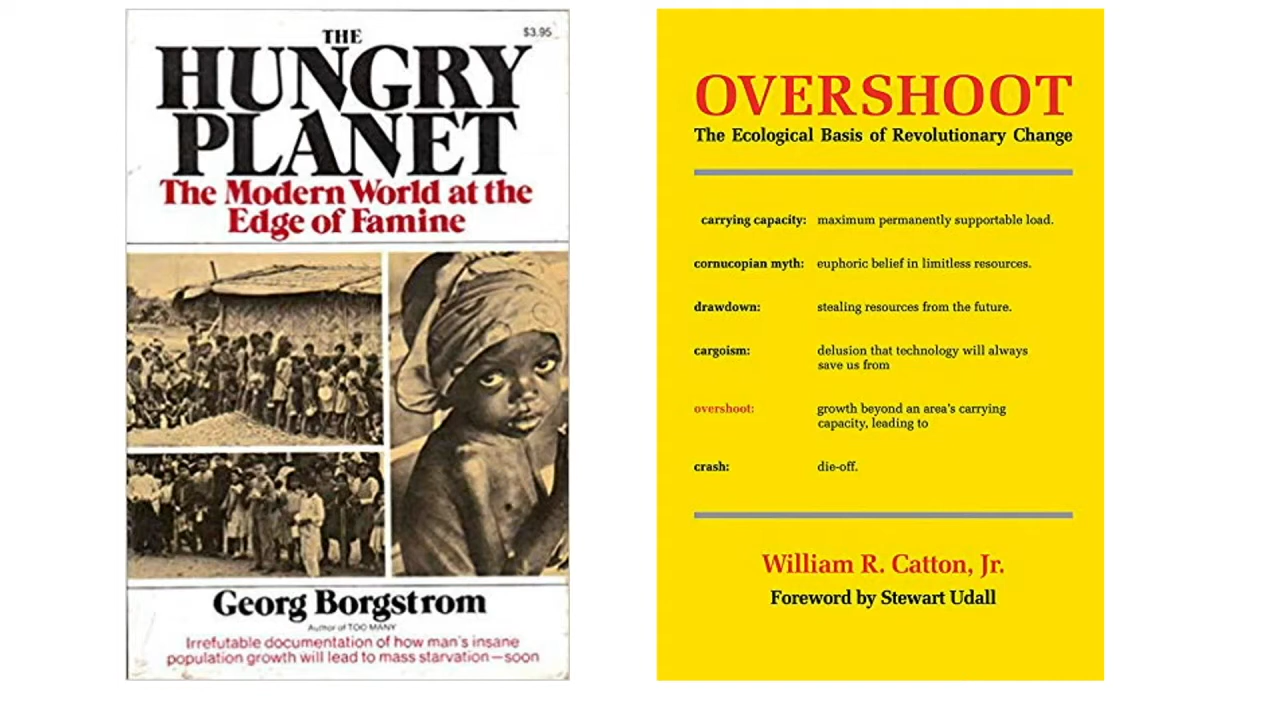 THE
$3.95
HUNGRY
PLANET
The Modern World at the
Edge of Famine
Georg Borgstrom
Author of TOO MANY
Irrefutable documentation of how man's insane
population growth will lead to mass starvation—soon
OVERSHOOT
The Ecological Basis of Revolutionary Change
carrying capacity: maximum permanently supportable load.
cornucopian myth: euphoric belief in limitless resources.
drawdown: stealing resources from the future.
cargoism: delusion that technology will always
save us from
overshoot: growth beyond an area's carrying
capacity, leading to
crash: die-off.
William R. Catton, Jr.
Foreword by Stewart Udall